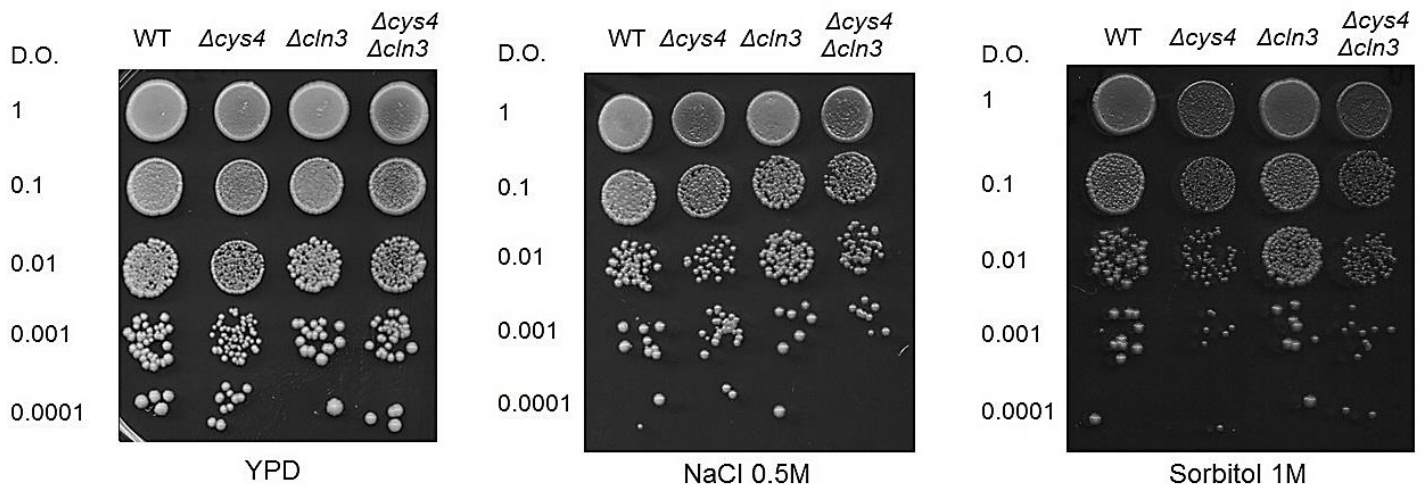 D.O.
WT Δcys4 Δcln3 Δcys4
Δcln3
1
0.1
0.01
0.001
0.0001
YPD
D.O.
WT Δcys4 Δcln3 Δcys4
Δcln3
1
0.1
0.01
0.001
0.0001
NaCl 0.5M
D.O.
WT Δcys4 Δcln3 Δcys4
Δcln3
1
0.1
0.01
0.001
0.0001
Sorbitol 1M